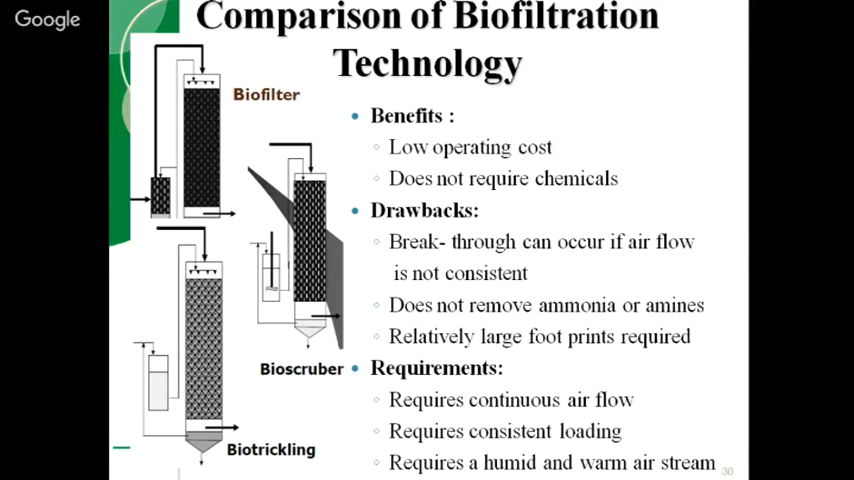 Google
Comparison of Biofiltration
Technology
Biofilter
Benefits :
Low operating cost
Does not require chemicals
Drawbacks:
Break- through can occur if air flow
is not consistent
Does not remove ammonia or amines
Relatively large foot prints required
Bioscruber
Requirements:
Requires continuous air flow
Requires consistent loading
Biotrickling
Requires a humid and warm air stream
30